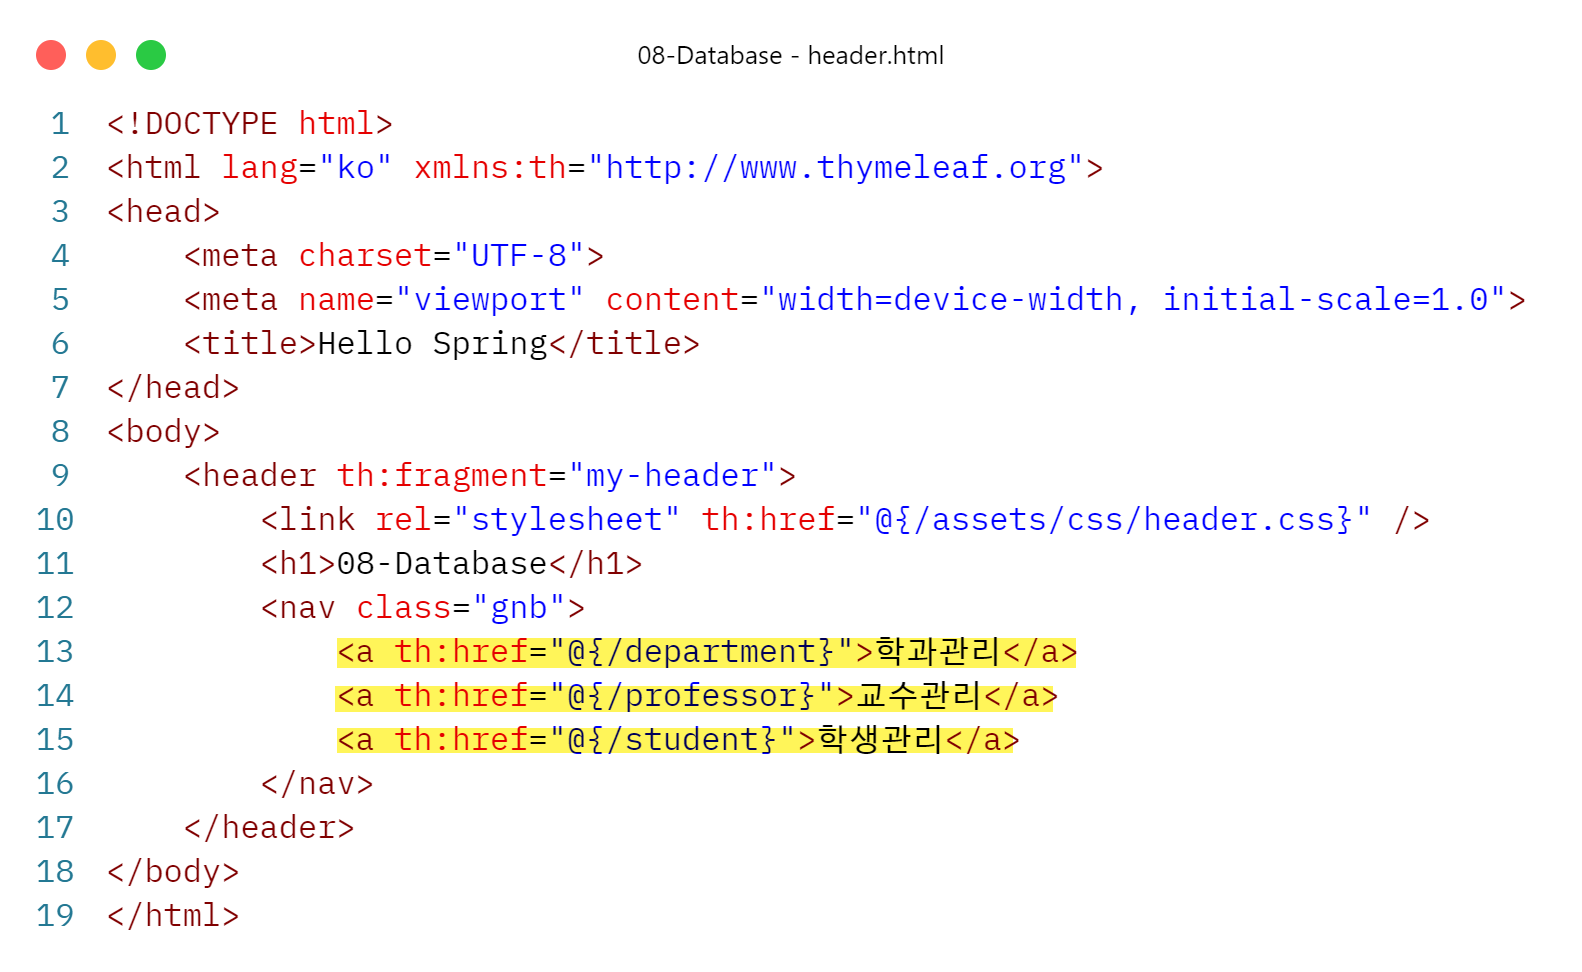 08-Database - header.html
1 <!DOCTYPE html>
2 <html lang="ko" xmlns:th="http://www.thymeleaf.org">
3 <head>
4     <meta charset="UTF-8">
5     <meta name="viewport" content="width=device-width, initial-scale=1.0">
6     <title>Hello Spring</title>
7 </head>
8 <body>
9     <header th:fragment="my-header">
10         <link rel="stylesheet" th:href="@{/assets/css/header.css}" />
11         <h1>08-Database</h1>
12         <nav class="gnb">
13             <a th:href="@{/department}">학과관리</a>
14             <a th:href="@{/professor}">교수관리</a>
15             <a th:href="@{/student}">학생관리</a>
16         </nav>
17     </header>
18 </body>
19 </html>